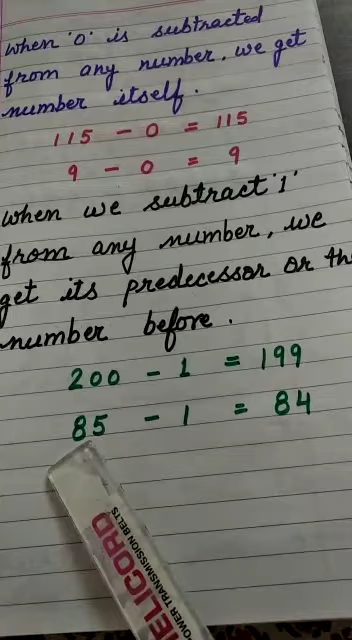 when '0' is subtracted
from any number, we get
number itself.
115 - 0 = 115
9 - 0 = 9
when we subtract '1'
from any number, we
get its predecessor or the
number before.
200 - 1 = 199
85 - 1 = 84
HELICORD
POWER TRANSMISSION BELTS